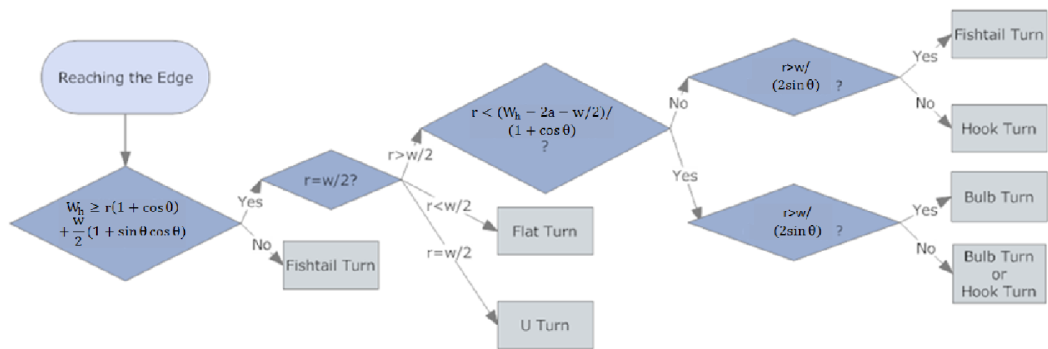 Reaching the Edge
W_h ≥ r(1 + cos θ)
+ w/2 (1 + sin θ cos θ)
Yes
No
Fishtail Turn
r=w/2?
r>w/2
r<w/2
r=w/2
Flat Turn
U Turn
r < (W_h − 2a − w/2)/
(1 + cos θ)
?
No
Yes
r>w/
(2sin θ) ?
Yes
No
Fishtail Turn
Hook Turn
r>w/
(2sin θ) ?
Yes
No
Bulb Turn
Bulb Turn
or
Hook Turn